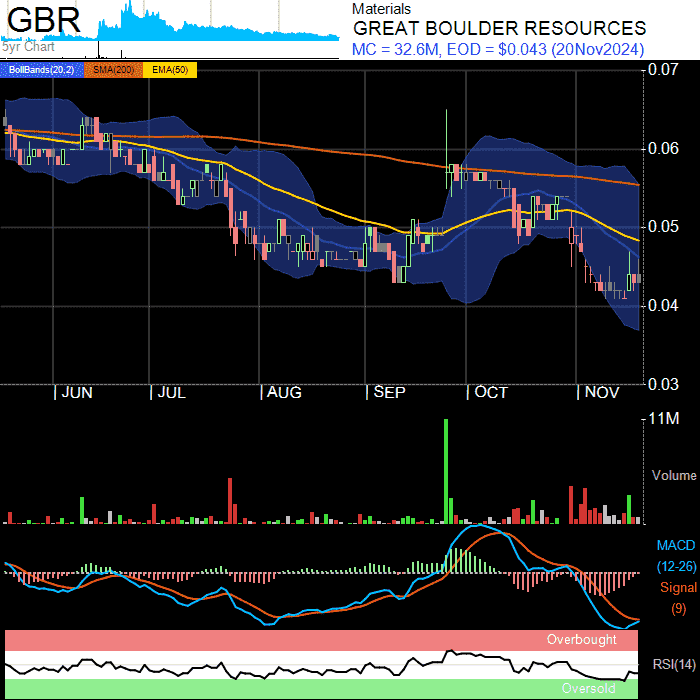 GBR
5yr Chart
Materials
GREAT BOULDER RESOURCES
MC = 32.6M, EOD = $0.043 (20Nov2024)
BollBands(20,2) SMA(200) EMA(50)
0.07
0.06
0.05
0.04
0.03
JUN JUL AUG SEP OCT NOV
11M
Volume
MACD
(12-26)
Signal
(9)
Overbought
RSI(14)
Oversold